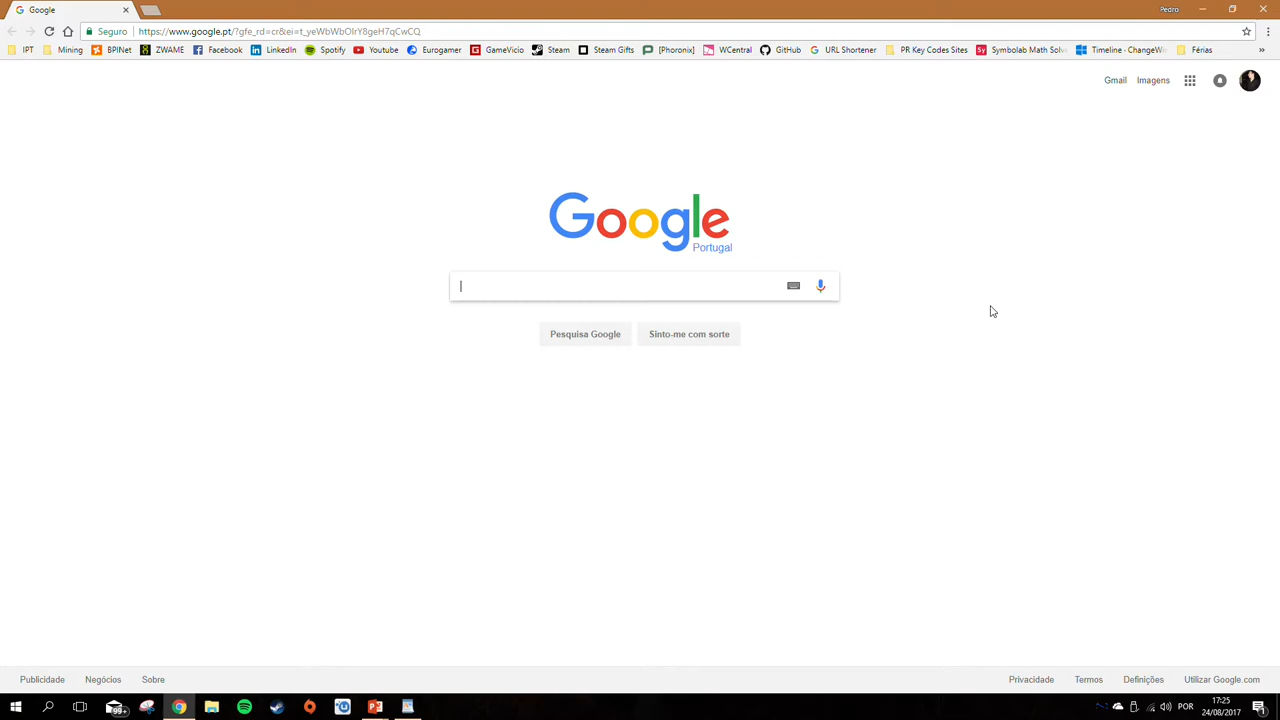 Google
Pedro
Seguro
https://www.google.pt/?gfe_rd=cr&ei=t_yeWbWbOIrY8geH7qCwCQ
IPT Mining BPINet ZWAME Facebook LinkedIn Spotify Youtube Eurogamer GameVicio Steam Steam Gifts [Phoronix] WCentral GitHub URL Shortener PR Key Codes Sites Symbolab Math Solv Timeline - ChangeWi Férias »
Gmail Imagens
Google
Portugal
Pesquisa Google Sinto-me com sorte
Publicidade Negócios Sobre Privacidade Termos Definições Utilizar Google.com
99+
POR
17:25
24/08/2017
1